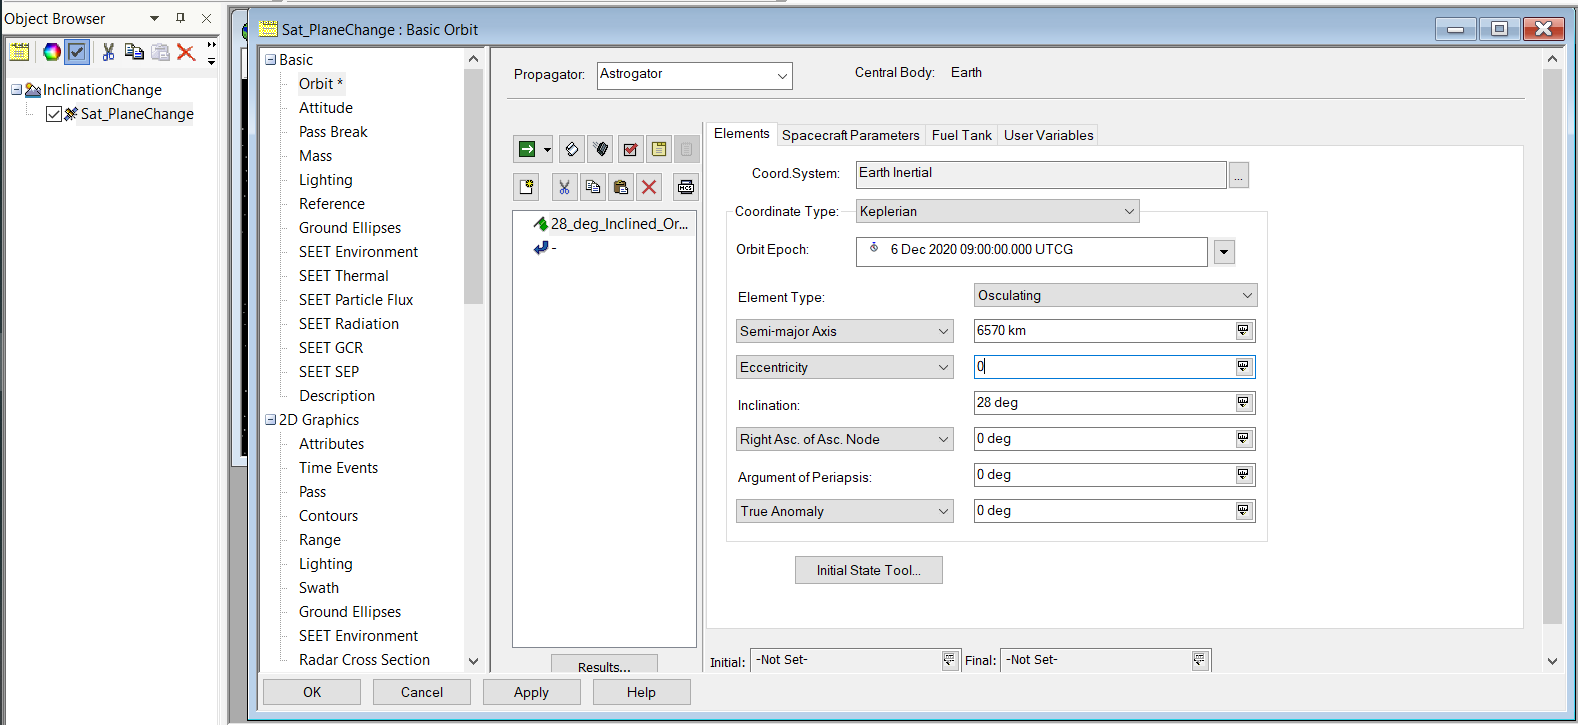 Object Browser
InclinationChange
Sat_PlaneChange
Sat_PlaneChange : Basic Orbit
Basic
Orbit *
Attitude
Pass Break
Mass
Lighting
Reference
Ground Ellipses
SEET Environment
SEET Thermal
SEET Particle Flux
SEET Radiation
SEET GCR
SEET SEP
Description
2D Graphics
Attributes
Time Events
Pass
Contours
Range
Lighting
Swath
Ground Ellipses
SEET Environment
Radar Cross Section
Propagator: Astrogator Central Body: Earth
MCS
28_deg_Inclined_Or...
-
Results...
Elements Spacecraft Parameters Fuel Tank User Variables
Coord.System: Earth Inertial ...
Coordinate Type: Keplerian
Orbit Epoch: 6 Dec 2020 09:00:00.000 UTCG
Element Type: Osculating
Semi-major Axis 6570 km
Eccentricity 0
Inclination: 28 deg
Right Asc. of Asc. Node 0 deg
Argument of Periapsis: 0 deg
True Anomaly 0 deg
Initial State Tool...
Initial: -Not Set- Final: -Not Set-
OK Cancel Apply Help